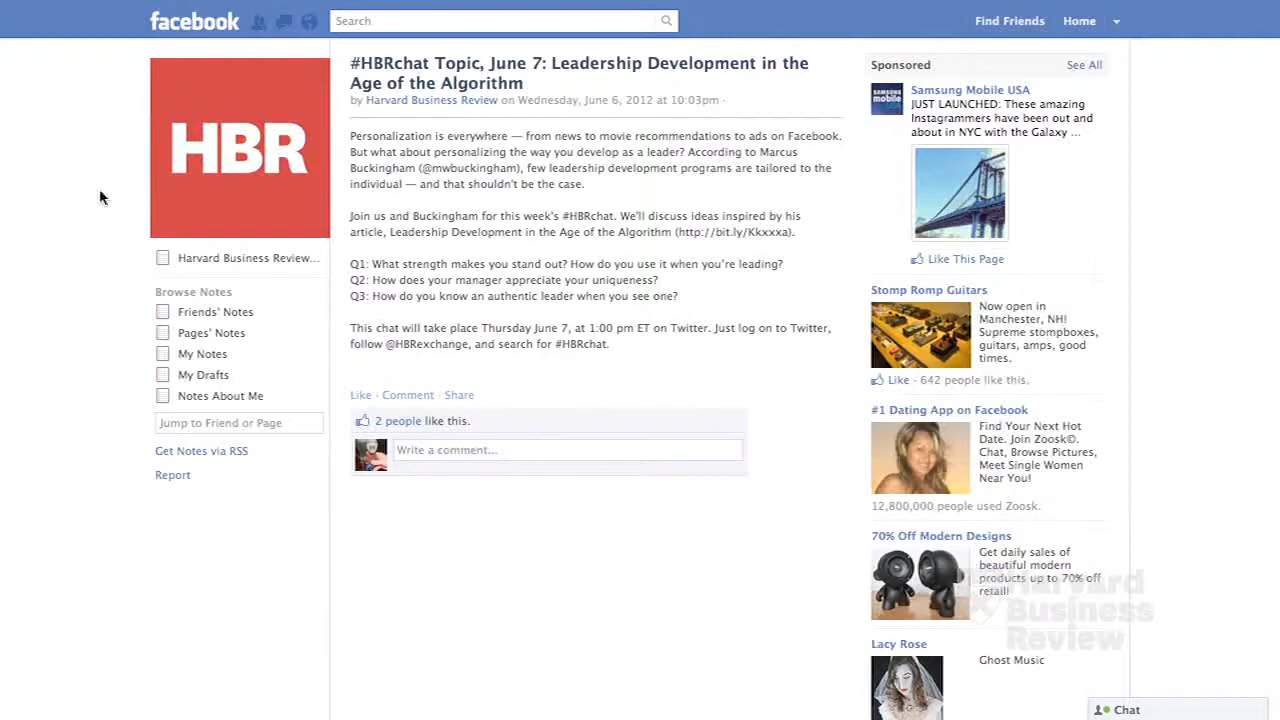 facebook
Search
Find Friends
Home
HBR
Harvard Business Review...
Browse Notes
Friends' Notes
Pages' Notes
My Notes
My Drafts
Notes About Me
Jump to Friend or Page
Get Notes via RSS
Report
#HBRchat Topic, June 7: Leadership Development in the
Age of the Algorithm
by Harvard Business Review on Wednesday, June 6, 2012 at 10:03pm ·
Personalization is everywhere — from news to movie recommendations to ads on Facebook.
But what about personalizing the way you develop as a leader? According to Marcus
Buckingham (@mwbuckingham), few leadership development programs are tailored to the
individual — and that shouldn't be the case.
Join us and Buckingham for this week's #HBRchat. We'll discuss ideas inspired by his
article, Leadership Development in the Age of the Algorithm (http://bit.ly/Kkxxxa).
Q1: What strength makes you stand out? How do you use it when you're leading?
Q2: How does your manager appreciate your uniqueness?
Q3: How do you know an authentic leader when you see one?
This chat will take place Thursday June 7, at 1:00 pm ET on Twitter. Just log on to Twitter,
follow @HBRexchange, and search for #HBRchat.
Like · Comment · Share
2 people like this.
Write a comment...
Sponsored
See All
Samsung Mobile USA
samsung
mobile
JUST LAUNCHED: These amazing
Instagrammers have been out and
about in NYC with the Galaxy ...
Like This Page
Stomp Romp Guitars
Now open in
Manchester, NH!
Supreme stompboxes,
guitars, amps, good
times.
Like · 642 people like this.
#1 Dating App on Facebook
Find Your Next Hot
Date. Join Zoosk©.
Chat, Browse Pictures,
Meet Single Women
Near You!
12,800,000 people used Zoosk.
70% Off Modern Designs
Get daily sales of
beautiful modern
products up to 70% off
retail!
Harvard
Business
Review
Lacy Rose
Ghost Music
Chat